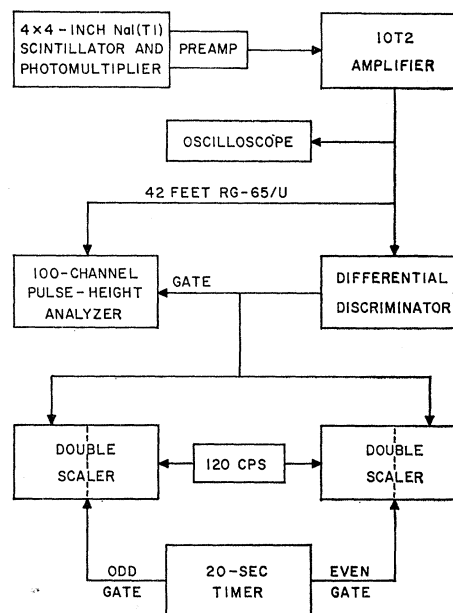 4×4-INCH NaI(Tl)
SCINTILLATOR AND
PHOTOMULTIPLIER
PREAMP
10T2
AMPLIFIER
OSCILLOSCOPE
42 FEET RG-65/U
100-CHANNEL
PULSE-HEIGHT
ANALYZER
GATE
DIFFERENTIAL
DISCRIMINATOR
DOUBLE
SCALER
120 CPS
DOUBLE
SCALER
ODD
GATE
20-SEC
TIMER
EVEN
GATE